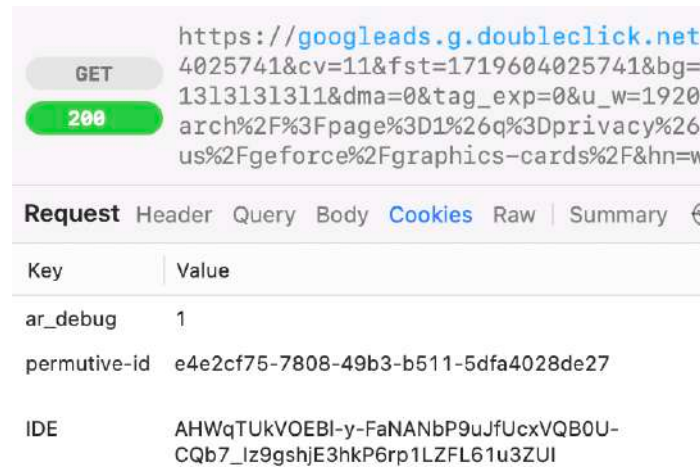 https://googleads.g.doubleclick.net
GET 4025741&cv=11&fst=1719604025741&bg=
13l3l3l3l1&dma=0&tag_exp=0&u_w=1920
200 arch%2F%3Fpage%3D1%26q%3Dprivacy%26
us%2Fgeforce%2Fgraphics-cards%2F&hn=w
Request Header Query Body Cookies Raw | Summary
Key Value
ar_debug 1
permutive-id e4e2cf75-7808-49b3-b511-5dfa4028de27
IDE AHWqTUkVOEBl-y-FaNANbP9uJfUcxVQB0U-
CQb7_Iz9gshjE3hkP6rp1LZFL61u3ZUI